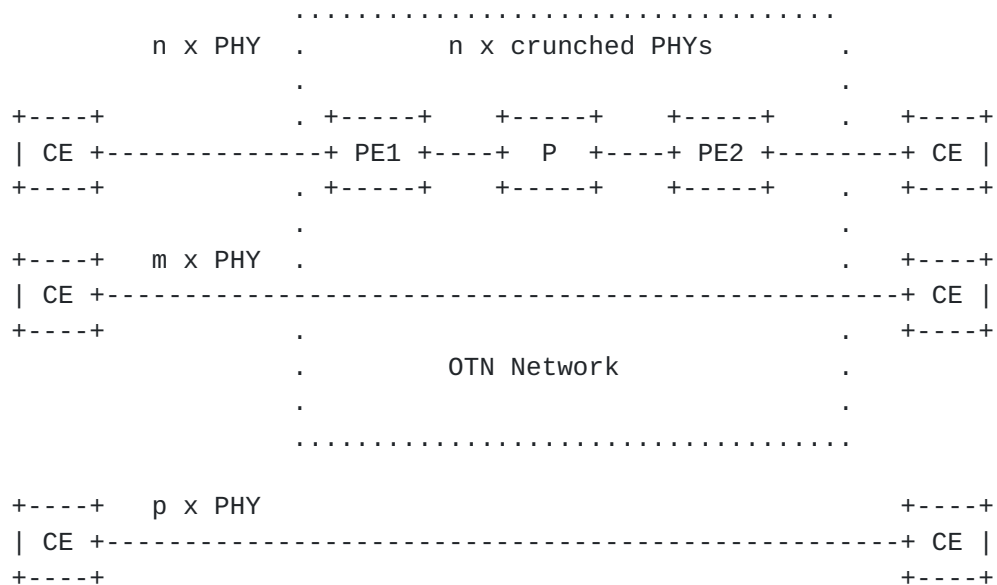 n x PHY n x crunched PHYs
CE PE1 P PE2 CE
m x PHY
CE CE
OTN Network
p x PHY
CE CE